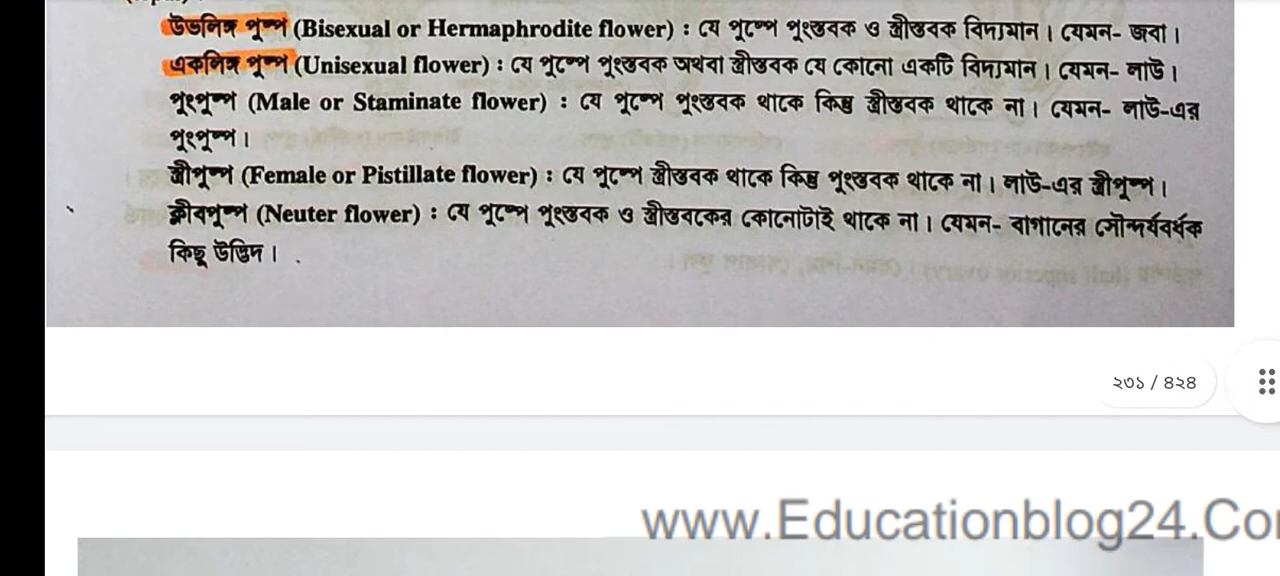 উভলিঙ্গ পুষ্প (Bisexual or Hermaphrodite flower) : যে পুষ্পে পুংস্তবক ও স্ত্রীস্তবক বিদ্যমান। যেমন- জবা।
একলিঙ্গ পুষ্প (Unisexual flower) : যে পুষ্পে পুংস্তবক অথবা স্ত্রীস্তবক যে কোনো একটি বিদ্যমান। যেমন- লাউ।
পুংপুষ্প (Male or Staminate flower) : যে পুষ্পে পুংস্তবক থাকে কিন্তু স্ত্রীস্তবক থাকে না। যেমন- লাউ-এর
পুংপুষ্প।
স্ত্রীপুষ্প (Female or Pistillate flower) : যে পুষ্পে স্ত্রীস্তবক থাকে কিন্তু পুংস্তবক থাকে না। লাউ-এর স্ত্রীপুষ্প।
ক্লীবপুষ্প (Neuter flower) : যে পুষ্পে পুংস্তবক ও স্ত্রীস্তবকের কোনোটাই থাকে না। যেমন- বাগানের সৌন্দর্যবর্ধক
কিছু উদ্ভিদ।
২৩১ / ৪২৪
www.Educationblog24.Co